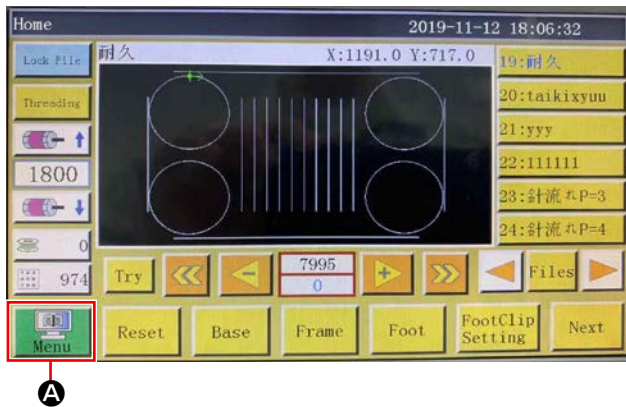 Home 2019-11-12 18:06:32
Lock File
耐久 X:1191.0 Y:717.0
19:耐久
Threading
20:taikixyuu
21:yyy
1800
22:111111
23:針流れP=3
0
24:針流れP=4
974
Try
7995
0
Files
Menu
Reset
Base
Frame
Foot
FootClip
Setting
Next
A